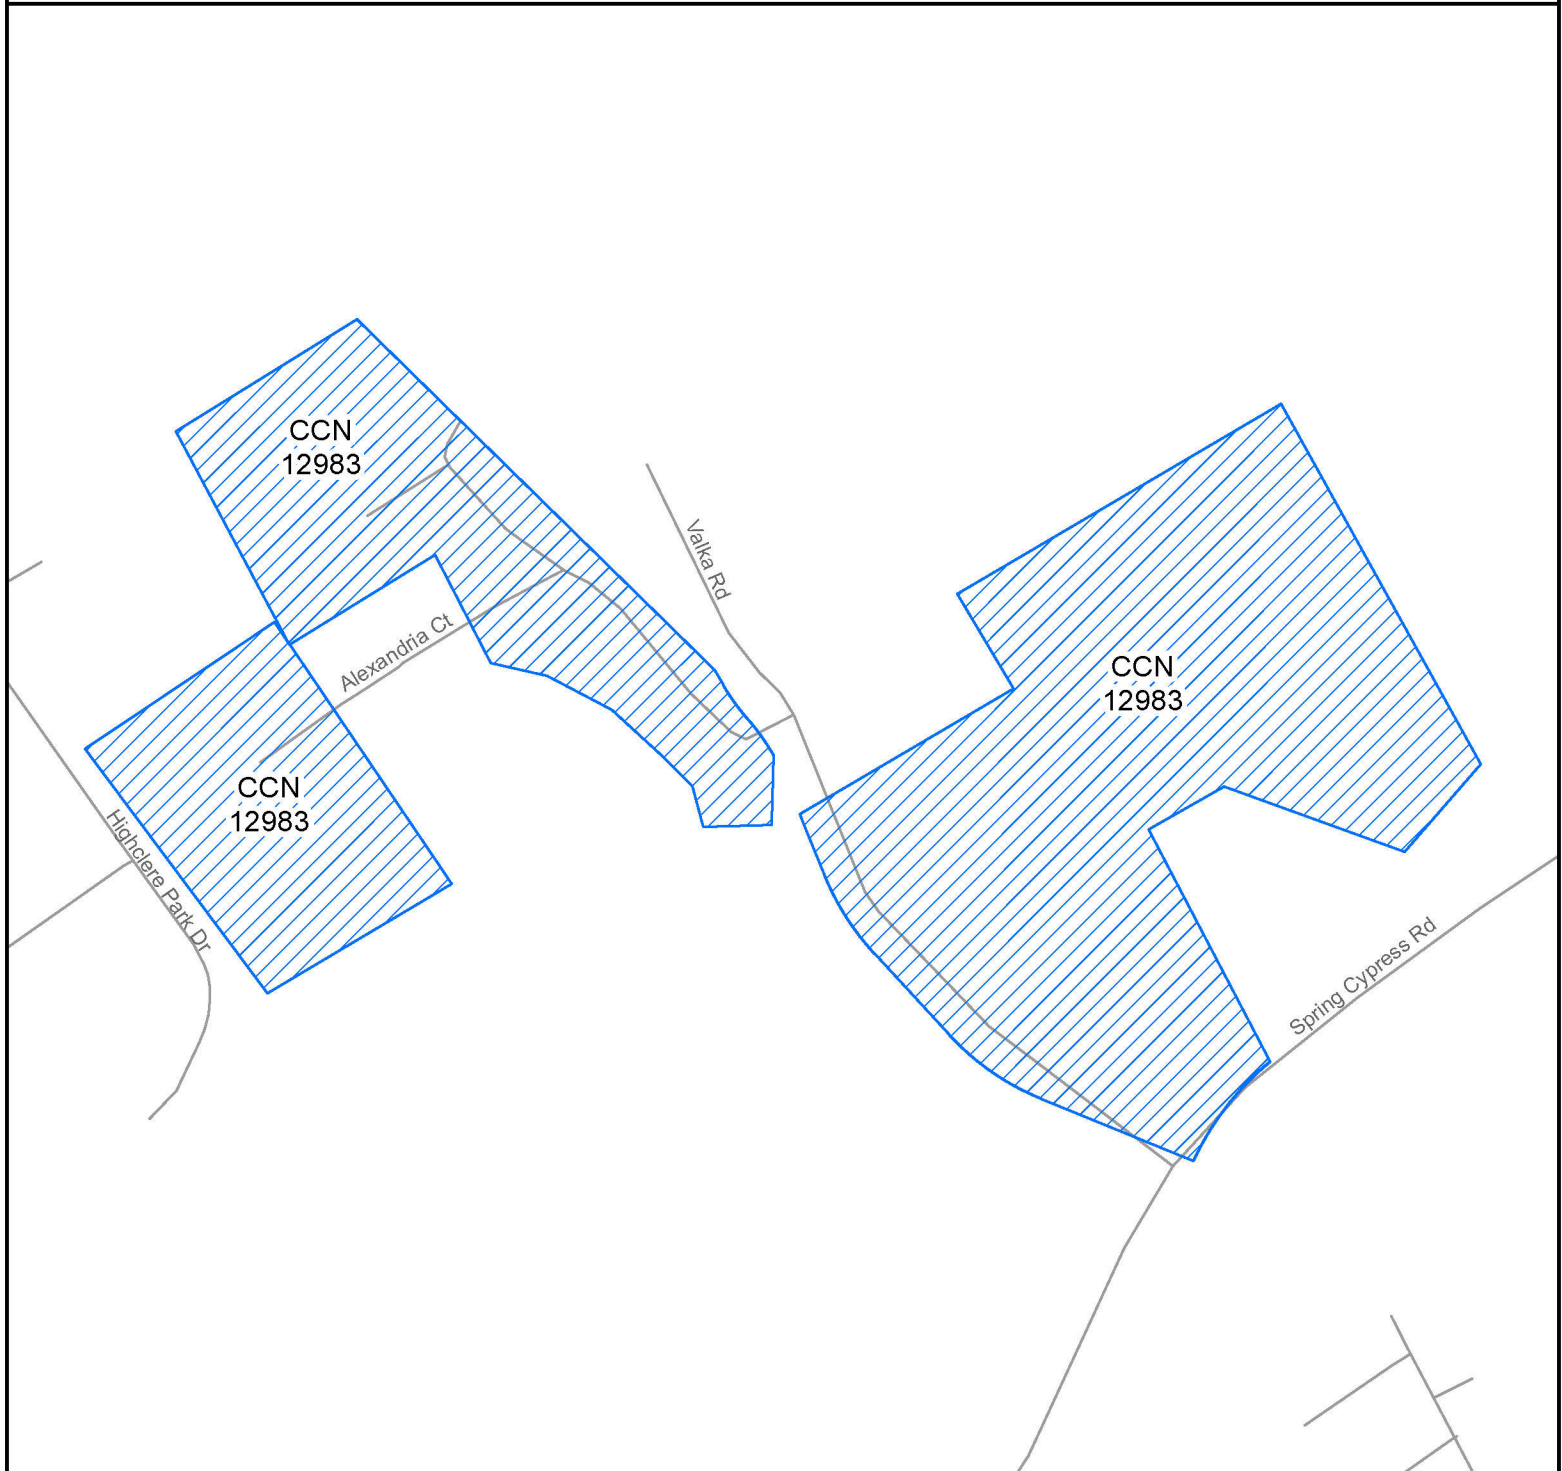 CCN
12983
Valka Rd
Alexandria Ct
CCN
12983
CCN
12983
Highclere Park Dr
Spring Cypress Rd